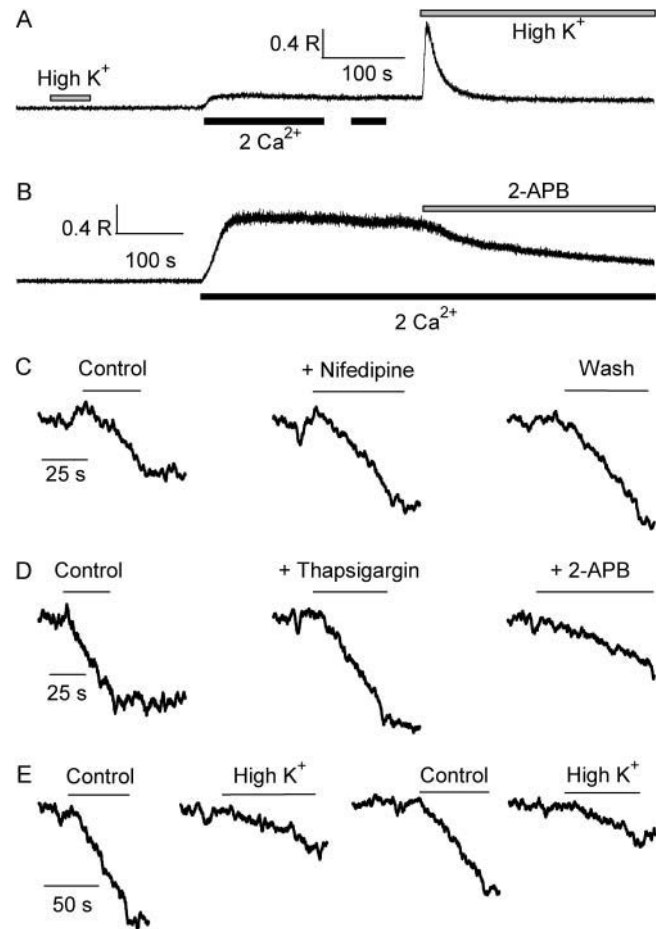 A
High K+
0.4 R
100 s
High K+
2 Ca2+
B
0.4 R
100 s
2-APB
2 Ca2+
C
Control
+ Nifedipine
Wash
25 s
D
Control
+ Thapsigargin
+ 2-APB
25 s
E
Control
High K+
Control
High K+
50 s